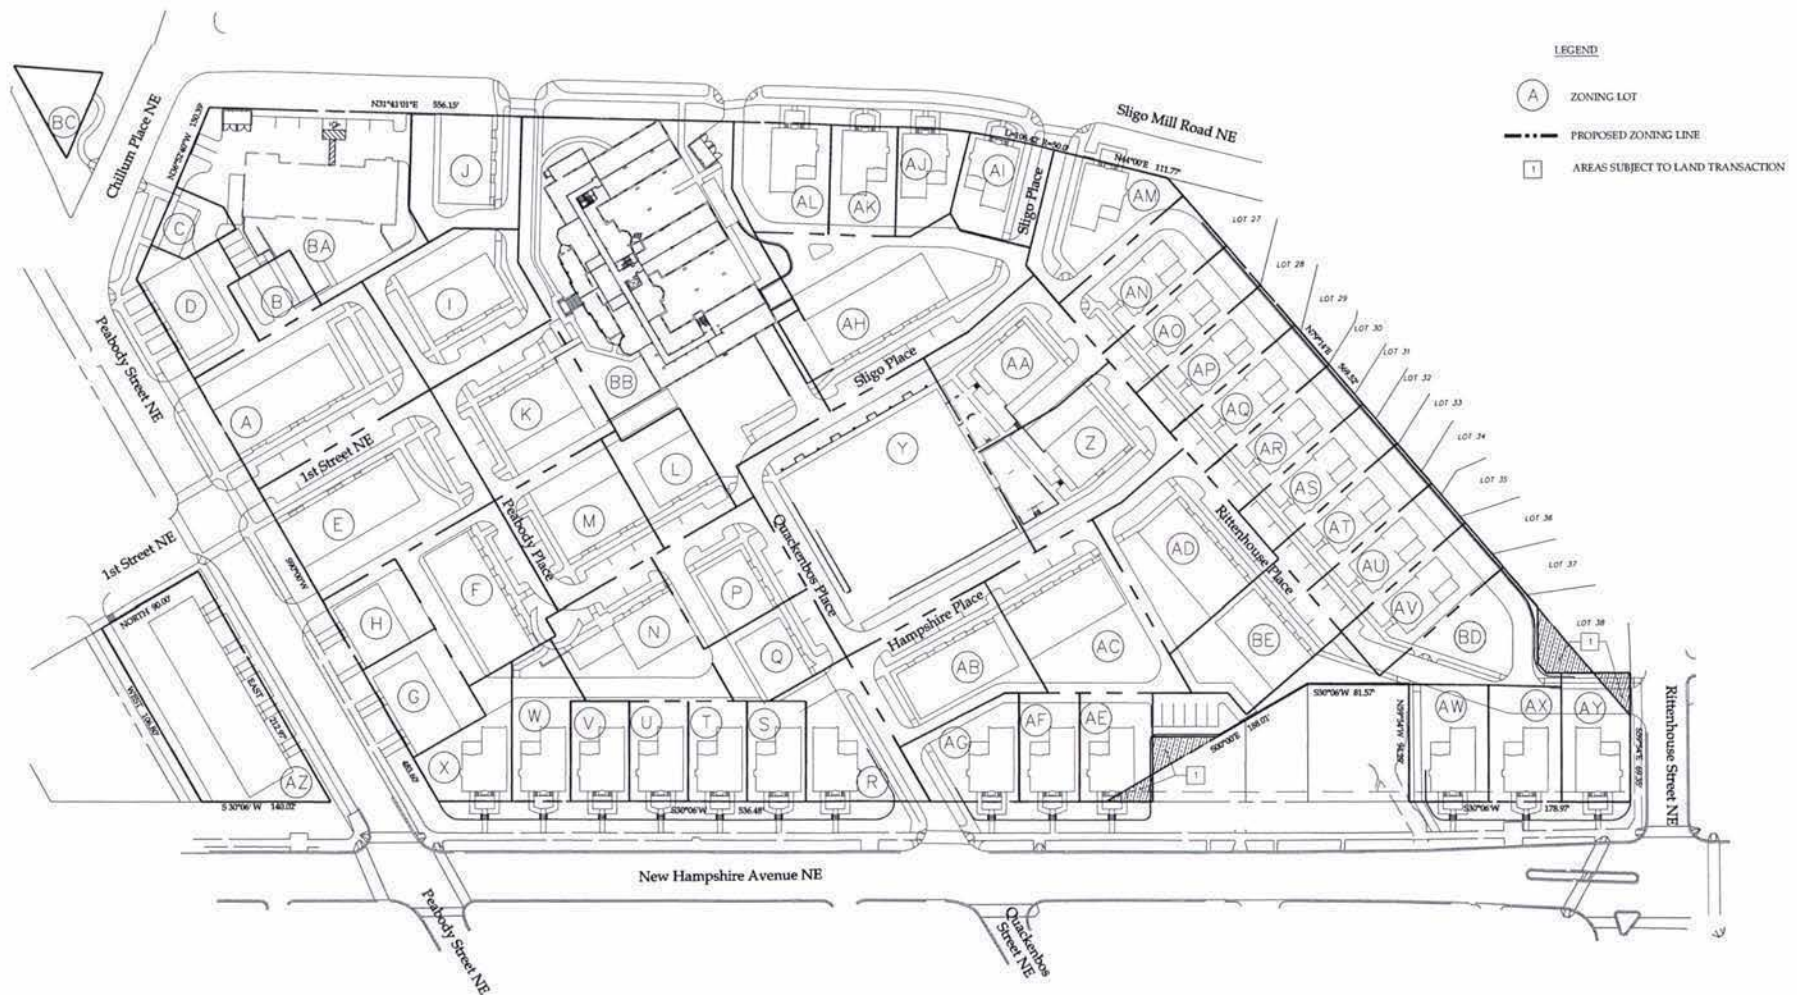 LEGEND
A ZONING LOT
PROPOSED ZONING LINE
1 AREAS SUBJECT TO LAND TRANSACTION
BC
Chillum Place NE
N31°41'01"E 556.15'
Sligo Mill Road NE
N44°00'E 111.77'
J
AL
AK
AJ
AI
Sligo Place
AM
LOT 27
C
BA
D
B
I
AH
AN
AO
AP
AQ
AR
AS
AT
AU
AV
BD
LOT 28
LOT 29
LOT 30
LOT 31
LOT 32
LOT 33
LOT 34
LOT 35
LOT 36
LOT 37
LOT 38
1
Peabody Street NE
A
1st Street NE
K
BB
Sligo Place
AA
Z
Y
L
M
E
Peabody Place
Quackenbos Place
Rittenhouse Place
AD
BE
1st Street NE
F
H
G
P
N
Q
Hampshire Place
AB
AC
NORTH 90.00'
EAST 212.97'
WEST
AZ
S 30°06' W 140.02'
X
W
V
U
T
S
R
S30°06'W 536.48'
AG
AF
AE
1
S30°06'W 81.57'
AW
AX
AY
S30°06'W 178.97'
Rittenhouse Street NE
New Hampshire Avenue NE
Peabody Street NE
Quackenbos
Street NE